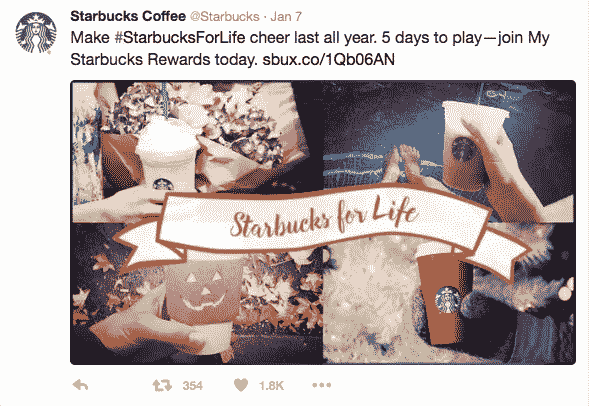 Starbucks Coffee @Starbucks · Jan 7
Make #StarbucksForLife cheer last all year. 5 days to play—join My
Starbucks Rewards today. sbux.co/1Qb06AN
Starbucks for Life
354 1.8K